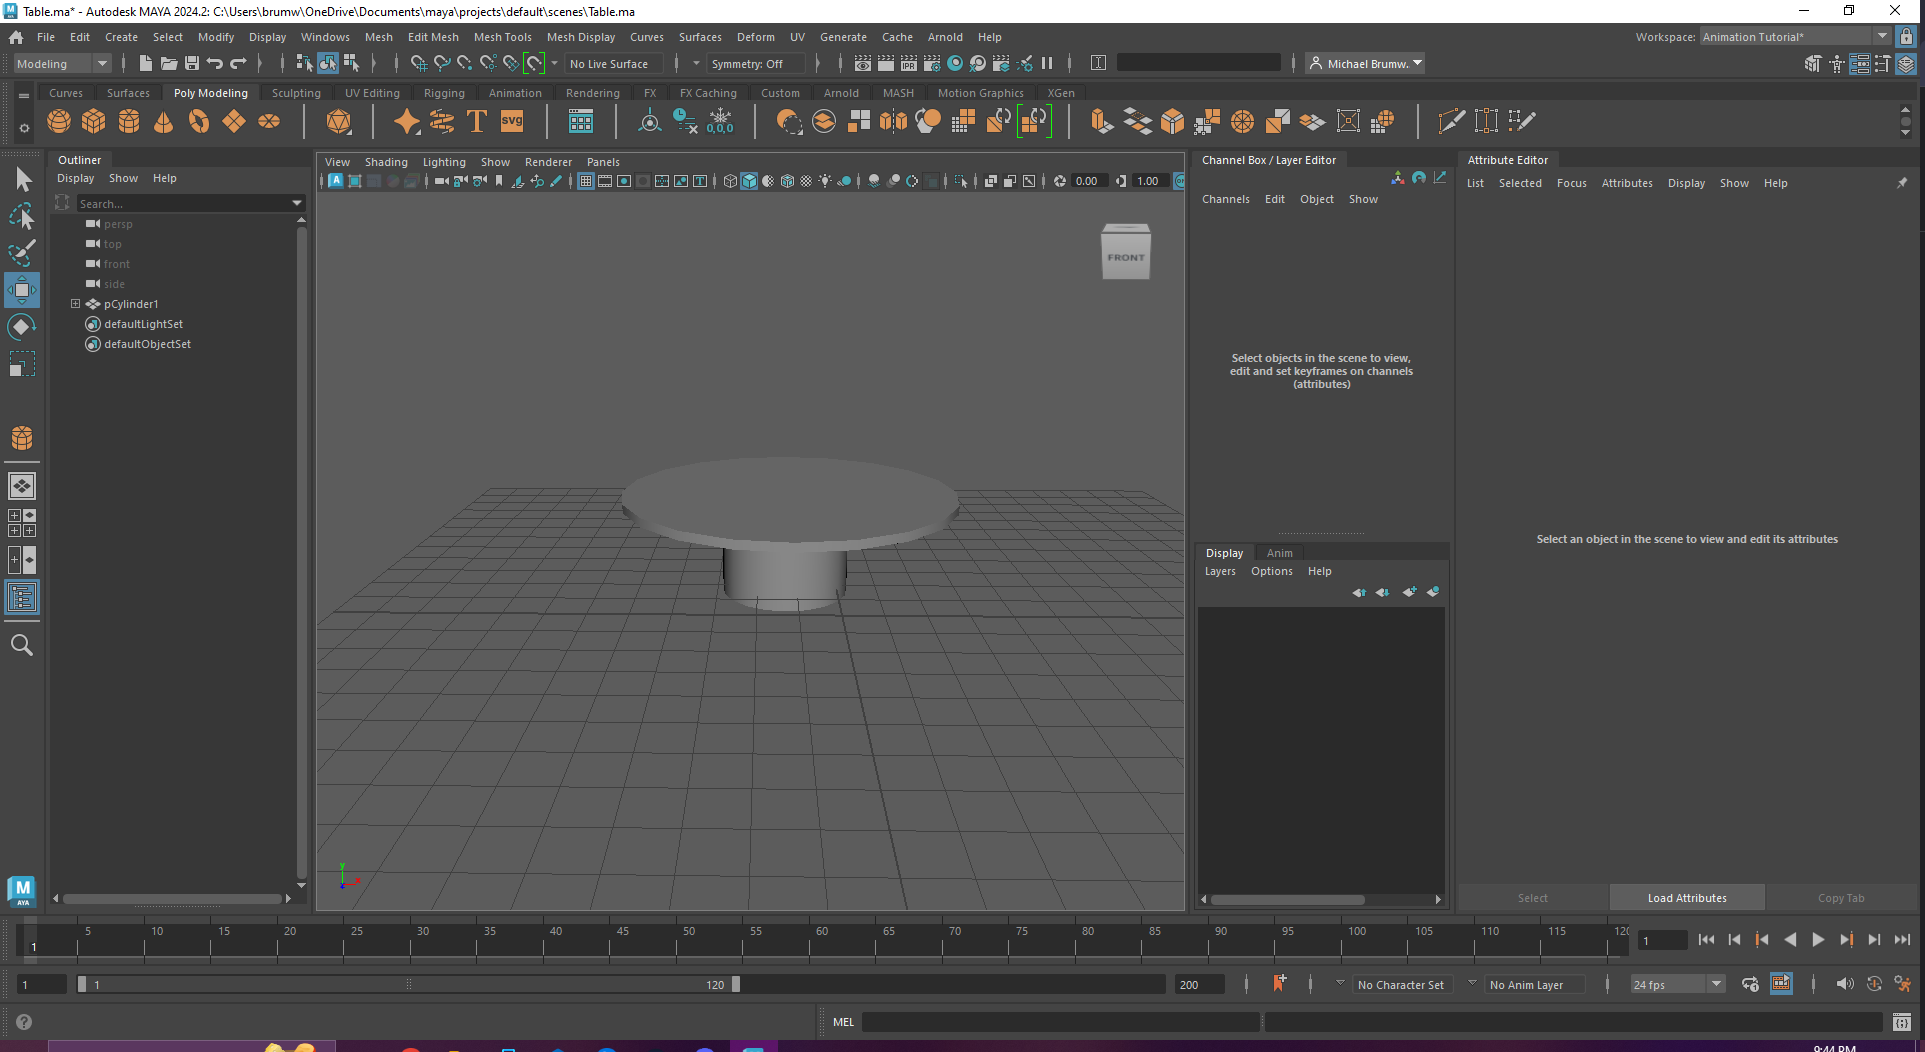 Table.ma* - Autodesk MAYA 2024.2: C:\Users\brumw\OneDrive\Documents\maya\projects\default\scenes\Table.ma
File Edit Create Select Modify Display Windows Mesh Edit Mesh Mesh Tools Mesh Display Curves Surfaces Deform UV Generate Cache Arnold Help
Workspace: Animation Tutorial*
Modeling
No Live Surface
Symmetry: Off
IPR
Michael Brumw.
Curves Surfaces Poly Modeling Sculpting UV Editing Rigging Animation Rendering FX FX Caching Custom Arnold MASH Motion Graphics XGen
T
SVG
0,0,0
Outliner
Display Show Help
Search...
persp
top
front
side
pCylinder1
defaultLightSet
defaultObjectSet
View Shading Lighting Show Renderer Panels
0.00
1.00
FRONT
y
x
Channel Box / Layer Editor
Channels Edit Object Show
Select objects in the scene to view,
edit and set keyframes on channels
(attributes)
Display Anim
Layers Options Help
Attribute Editor
List Selected Focus Attributes Display Show Help
Select an object in the scene to view and edit its attributes
Select
Load Attributes
Copy Tab
M
AYA
1 5 10 15 20 25 30 35 40 45 50 55 60 65 70 75 80 85 90 95 100 105 110 115 120
1
1
1
120
200
No Character Set
No Anim Layer
24 fps
MEL
9:44 PM